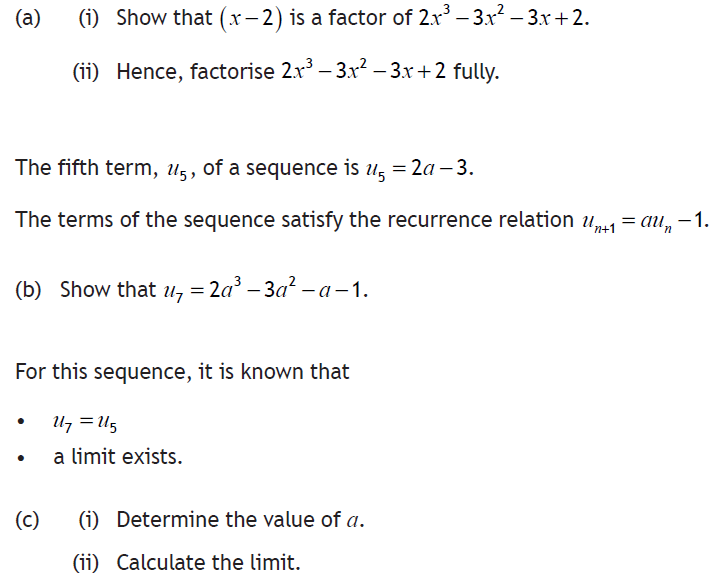 (a) (i) Show that (x − 2) is a factor of 2x³ − 3x² − 3x + 2.
(ii) Hence, factorise 2x³ − 3x² − 3x + 2 fully.
The fifth term, u₅, of a sequence is u₅ = 2a − 3.
The terms of the sequence satisfy the recurrence relation uₙ₊₁ = auₙ − 1.
(b) Show that u₇ = 2a³ − 3a² − a − 1.
For this sequence, it is known that
• u₇ = u₅
• a limit exists.
(c) (i) Determine the value of a.
(ii) Calculate the limit.